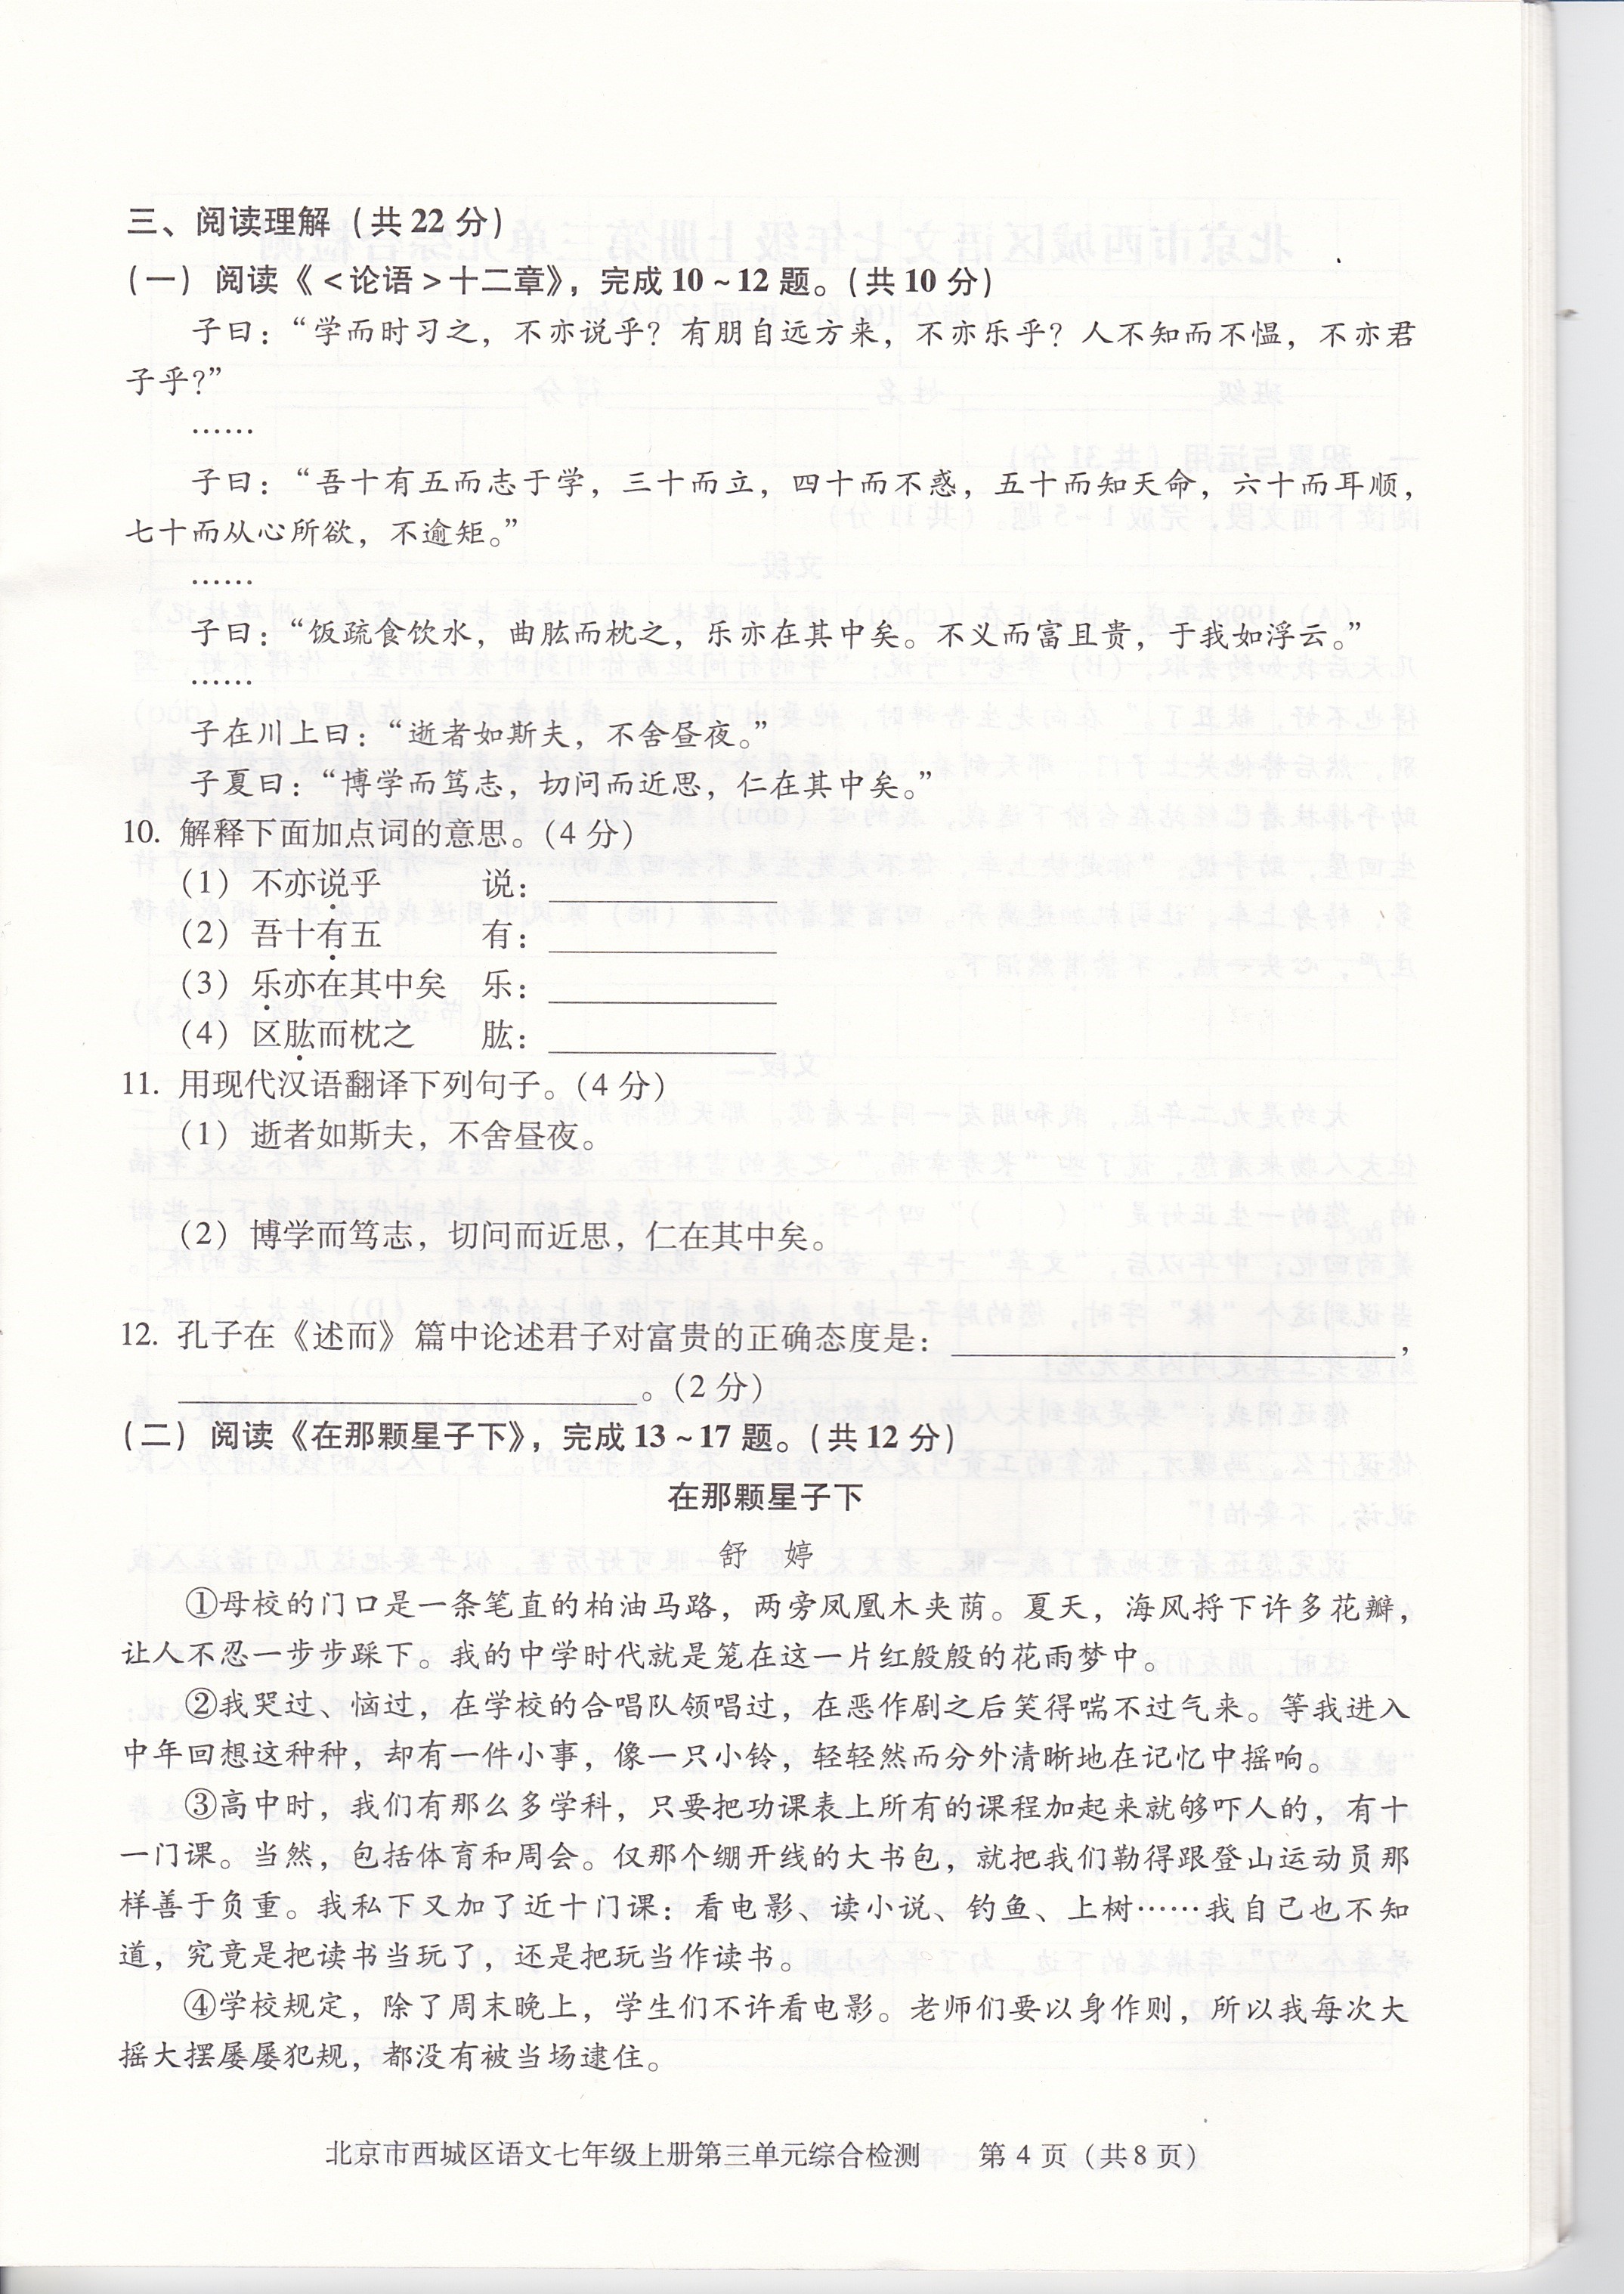 三、阅读理解（共 22 分）
（一）阅读《<论语>十二章》，完成 10 ~ 12 题。（共 10 分）
子曰：“学而时习之，不亦说乎？有朋自远方来，不亦乐乎？人不知而不愠，不亦君
子乎？”
……
子曰：“吾十有五而志于学，三十而立，四十而不惑，五十而知天命，六十而耳顺，
七十而从心所欲，不逾矩。”
……
子曰：“饭疏食饮水，曲肱而枕之，乐亦在其中矣。不义而富且贵，于我如浮云。”
……
子在川上曰：“逝者如斯夫，不舍昼夜。”
子夏曰：“博学而笃志，切问而近思，仁在其中矣。”
10. 解释下面加点词的意思。（4 分）
（1）不亦说乎 说：
（2）吾十有五 有：
（3）乐亦在其中矣 乐：
（4）区肱而枕之 肱：
11. 用现代汉语翻译下列句子。（4 分）
（1）逝者如斯夫，不舍昼夜。
（2）博学而笃志，切问而近思，仁在其中矣。
12. 孔子在《述而》篇中论述君子对富贵的正确态度是：，
。（2 分）
（二）阅读《在那颗星子下》，完成 13 ~ 17 题。（共 12 分）
在那颗星子下
舒 婷
①母校的门口是一条笔直的柏油马路，两旁凤凰木夹荫。夏天，海风捋下许多花瓣，
让人不忍一步步踩下。我的中学时代就是笼在这一片红殷殷的花雨梦中。
②我哭过、恼过，在学校的合唱队领唱过，在恶作剧之后笑得喘不过气来。等我进入
中年回想这种种，却有一件小事，像一只小铃，轻轻然而分外清晰地在记忆中摇响。
③高中时，我们有那么多学科，只要把功课表上所有的课程加起来就够吓人的，有十
一门课。当然，包括体育和周会。仅那个绷开线的大书包，就把我们勒得跟登山运动员那
样善于负重。我私下又加了近十门课：看电影、读小说、钓鱼、上树……我自己也不知
道，究竟是把读书当玩了，还是把玩当作读书。
④学校规定，除了周末晚上，学生们不许看电影。老师们要以身作则，所以我每次大
摇大摆屡屡犯规，都没有被当场逮住。
北京市西城区语文七年级上册第三单元综合检测 第 4 页（共 8 页）